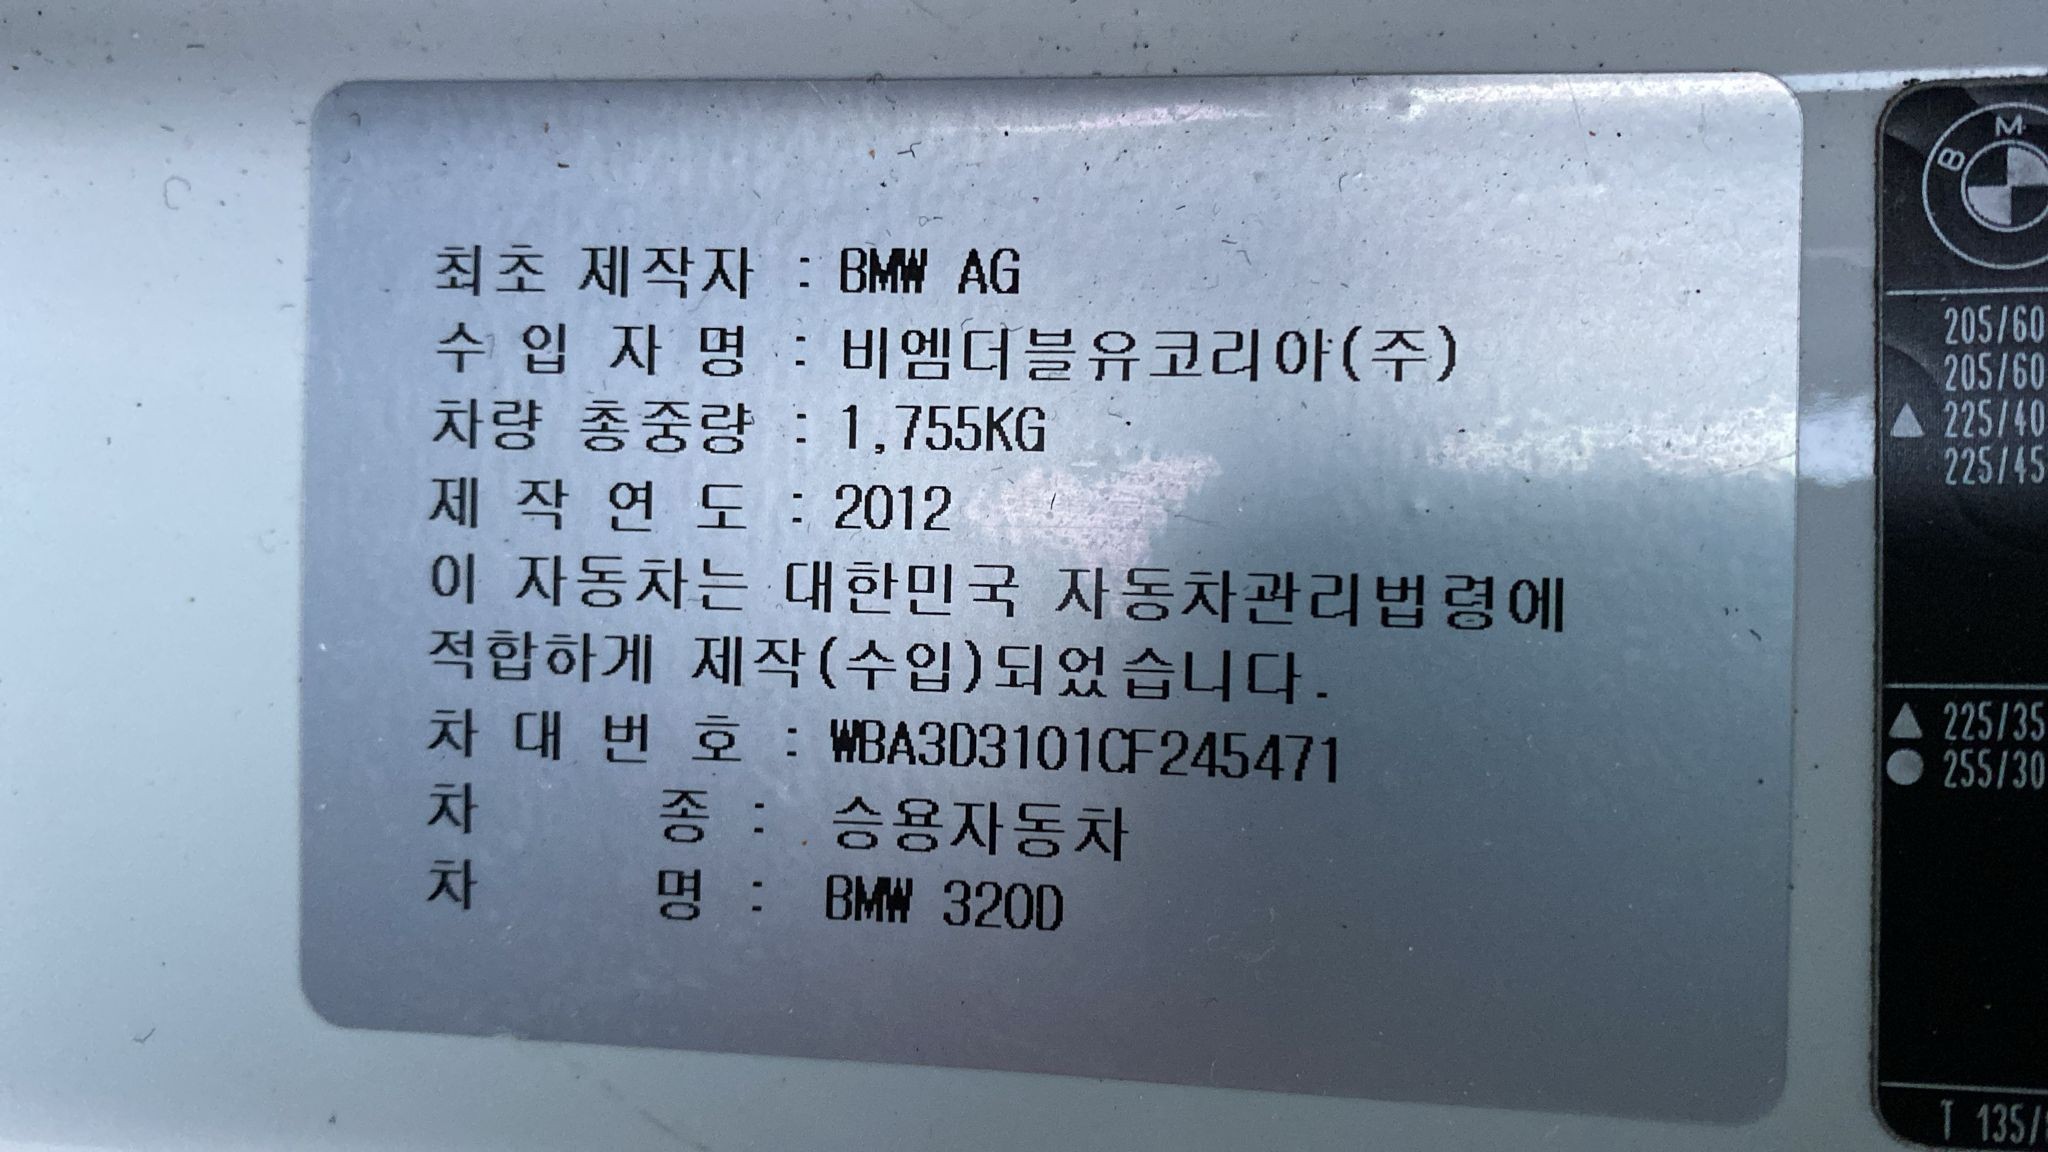 최초 제작자 : BMW AG
수 입 자 명 : 비엠더블유코리아(주)
차량 총중량 : 1,755KG
제 작 연 도 : 2012
이 자동차는 대한민국 자동차관리법령에
적합하게 제작(수입)되었습니다.
차 대 번 호 : WBA3D3101CF245471
차 종 : 승용자동차
차 명 : BMW 320D
BM
205/60
205/60
▲ 225/40
225/45
▲ 225/35
● 255/30
T 135/